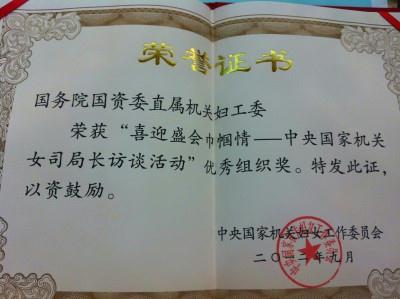 荣誉证书
国务院国资委直属机关妇工委
荣获“喜迎盛会巾帼情——中央国家机关
女司局长访谈活动”优秀组织奖。特发此证，
以资鼓励。
中央国家机关妇女工作委员会
二〇一二年九月